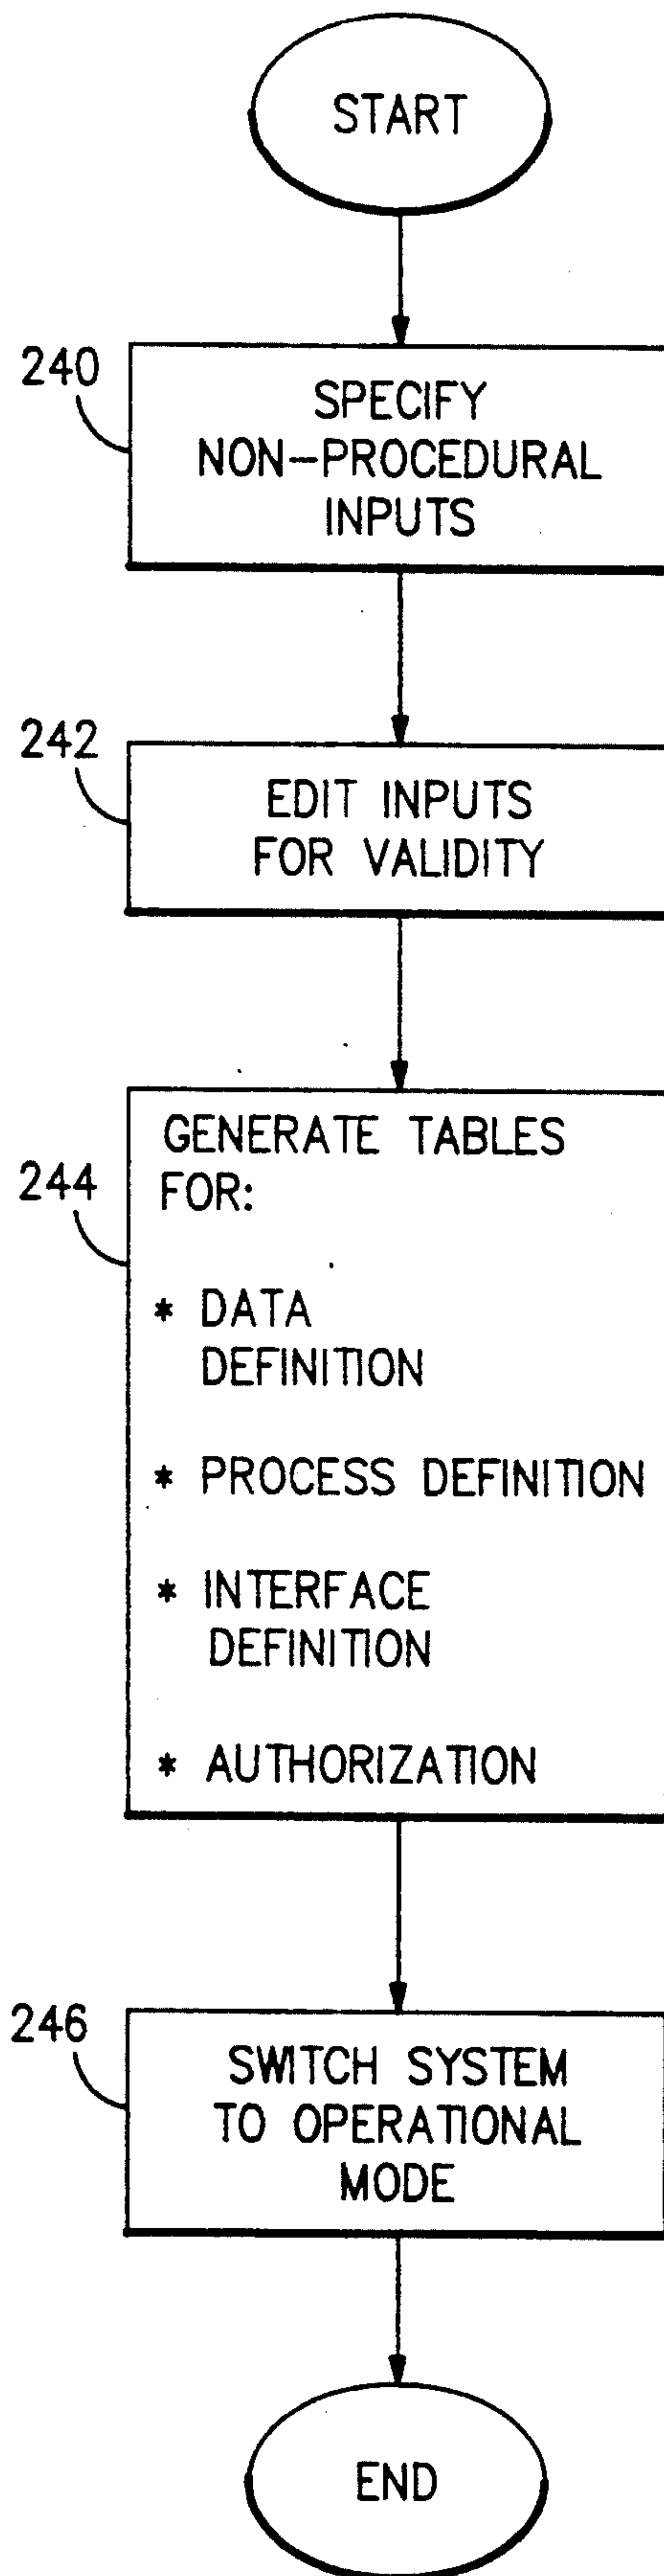 START
240
SPECIFY
NON-PROCEDURAL
INPUTS
242
EDIT INPUTS
FOR VALIDITY
244
GENERATE TABLES
FOR:
* DATA
DEFINITION
* PROCESS DEFINITION
* INTERFACE
DEFINITION
* AUTHORIZATION
246
SWITCH SYSTEM
TO OPERATIONAL
MODE
END